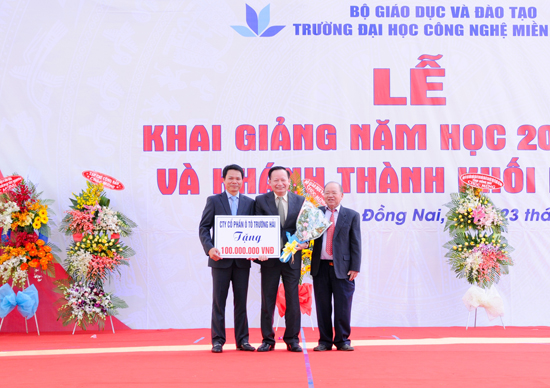 BỘ GIÁO DỤC VÀ ĐÀO TẠO
TRƯỜNG ĐẠI HỌC CÔNG NGHỆ MIỀN
LỄ
KHAI GIẢNG NĂM HỌC 20
VÀ KHÁNH THÀNH KHỐI
Đồng Nai,
23 thá
CTY CỔ PHẦN Ô TÔ TRƯỜNG HẢI
Tặng
100.000.000 VNĐ